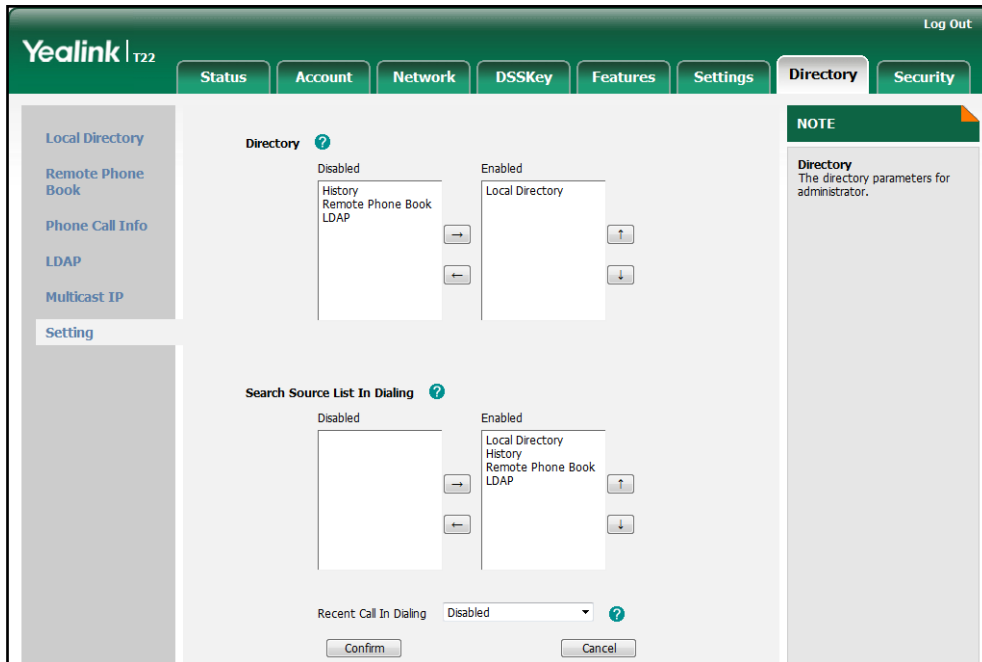 Log Out
Yealink T22
Status Account Network DSSKey Features Settings Directory Security
Local Directory
Remote Phone
Book
Phone Call Info
LDAP
Multicast IP
Setting
Directory ?
Disabled Enabled
History
Remote Phone Book
LDAP
Local Directory
→ ↑
← ↓
Search Source List In Dialing ?
Disabled Enabled
Local Directory
History
Remote Phone Book
LDAP
→ ↑
← ↓
Recent Call In Dialing Disabled ?
Confirm Cancel
NOTE
Directory
The directory parameters for
administrator.